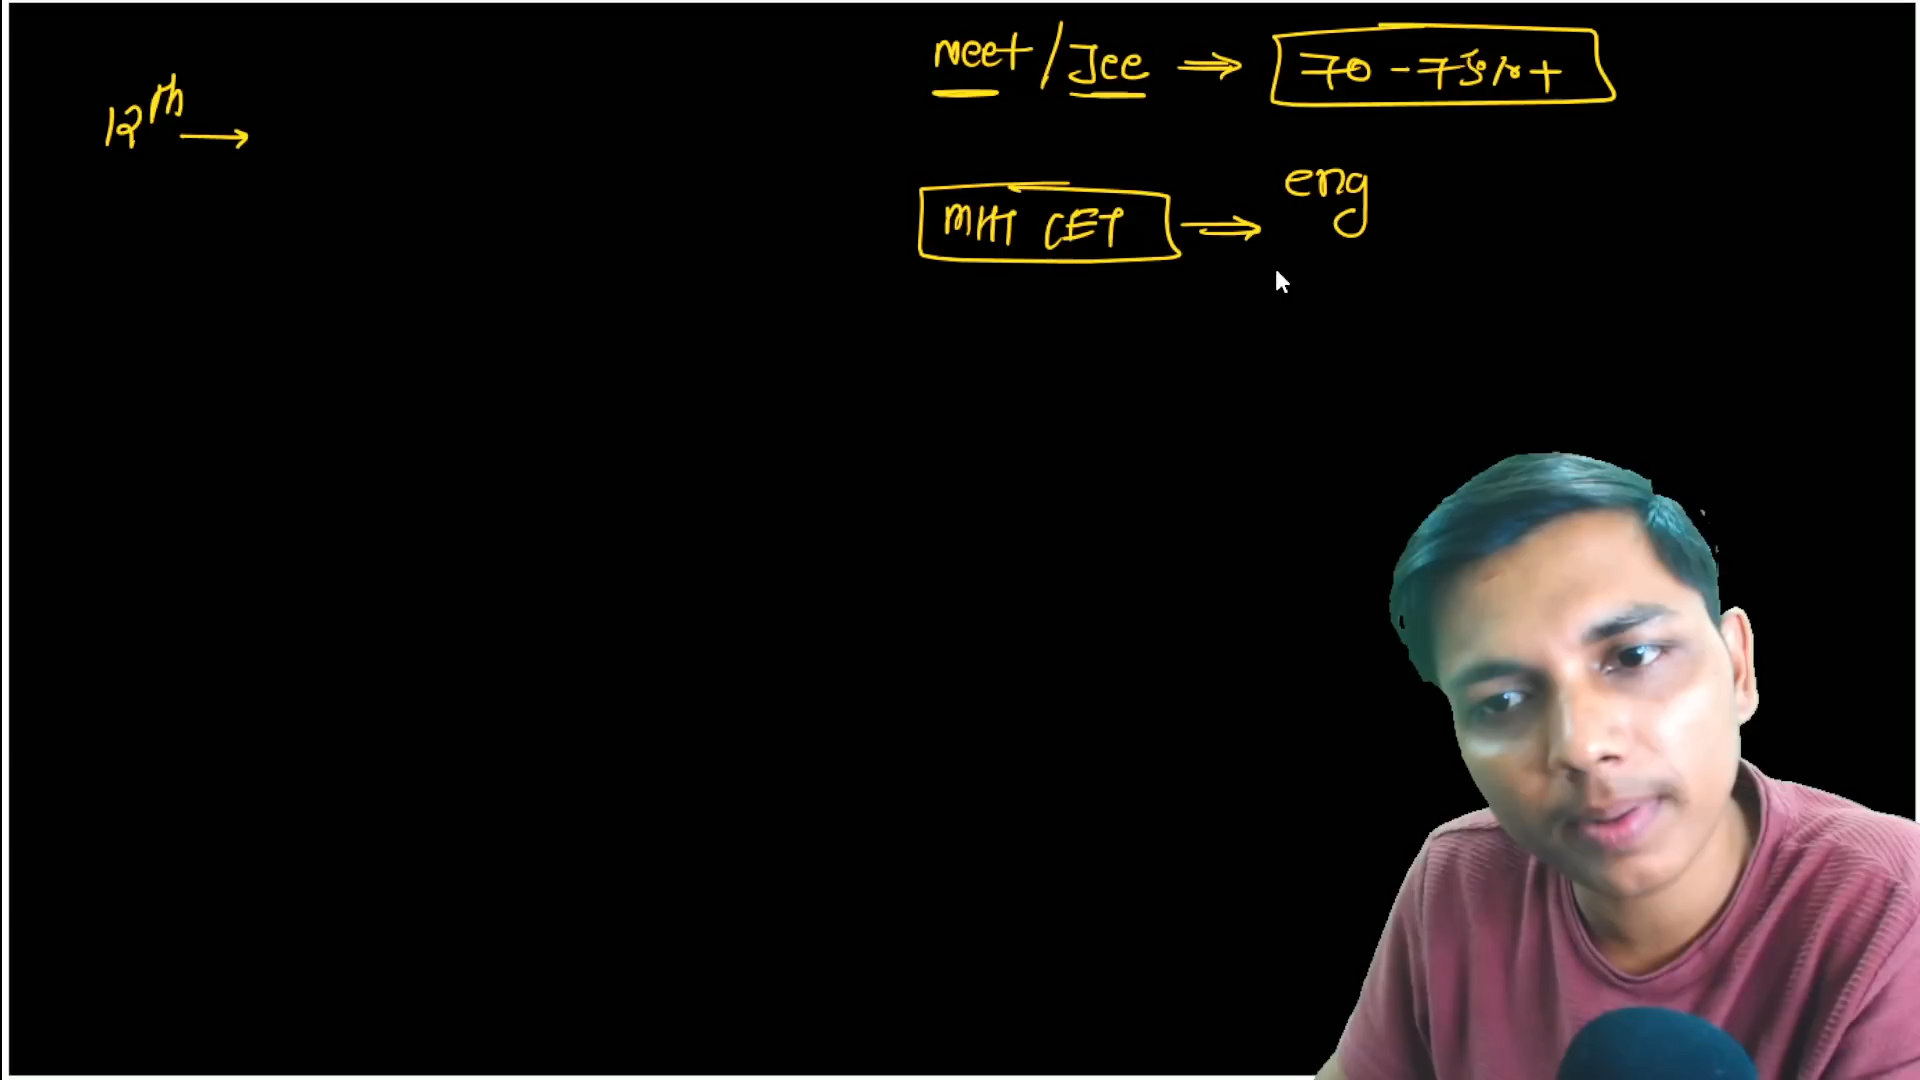 neet / Jee ⇒ 70 - 75% +
12th →
MHT CET ⇒ eng